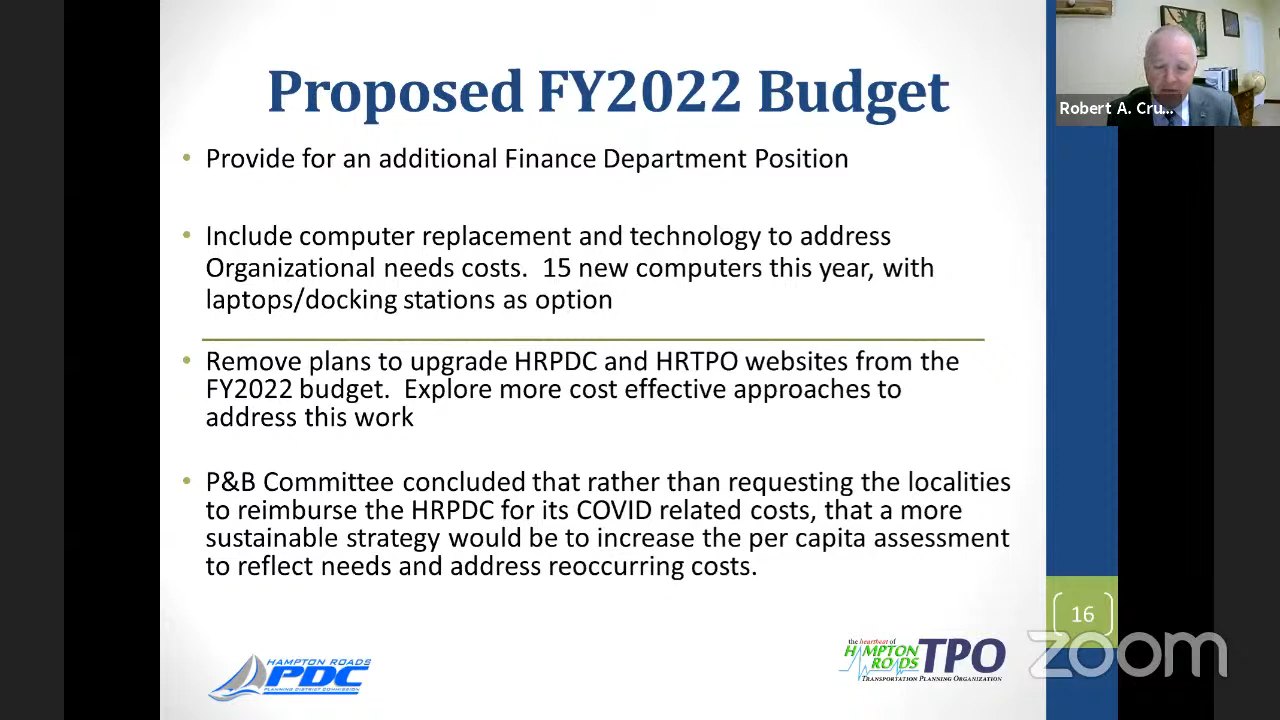 Proposed FY2022 Budget
Robert A. Cru...
• Provide for an additional Finance Department Position
• Include computer replacement and technology to address
Organizational needs costs.  15 new computers this year, with
laptops/docking stations as option
• Remove plans to upgrade HRPDC and HRTPO websites from the
FY2022 budget.  Explore more cost effective approaches to
address this work
• P&B Committee concluded that rather than requesting the localities
to reimburse the HRPDC for its COVID related costs, that a more
sustainable strategy would be to increase the per capita assessment
to reflect needs and address reoccurring costs.
16
HAMPTON ROADS
PDC
PLANNING DISTRICT COMMISSION
the heartbeat of
HAMPTON
ROADS
TPO
TRANSPORTATION PLANNING ORGANIZATION
zoom